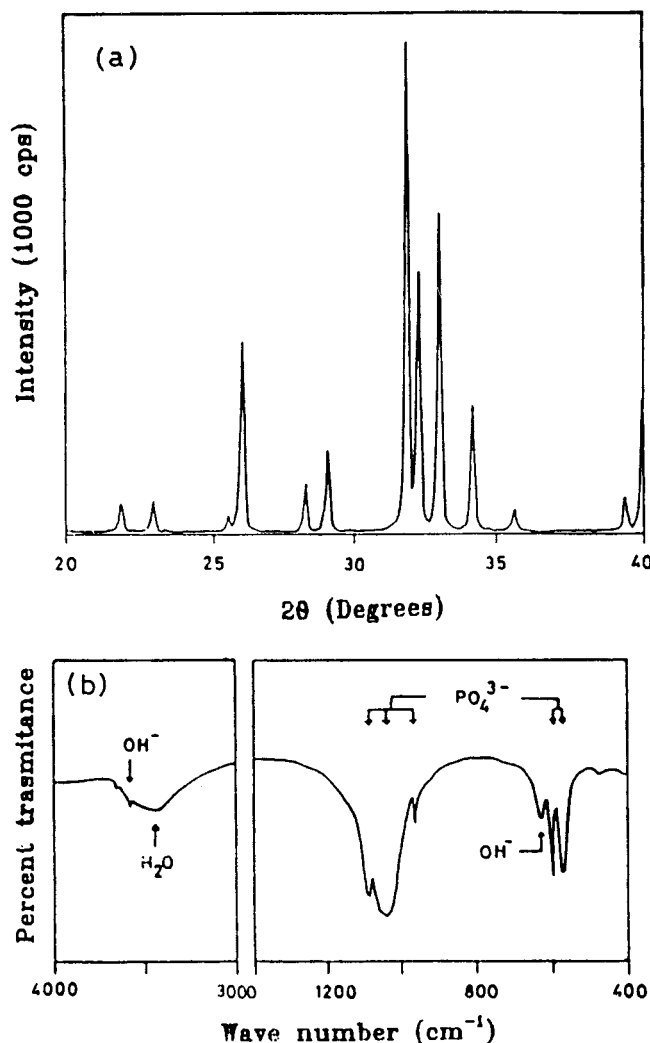 (a)
Intensity (1000 cps)
20 25 30 35 40
2θ (Degrees)
(b)
Percent trasmitance
OH⁻
H₂O
PO₄³⁻
OH⁻
4000 3000 1200 800 400
Wave number (cm⁻¹)